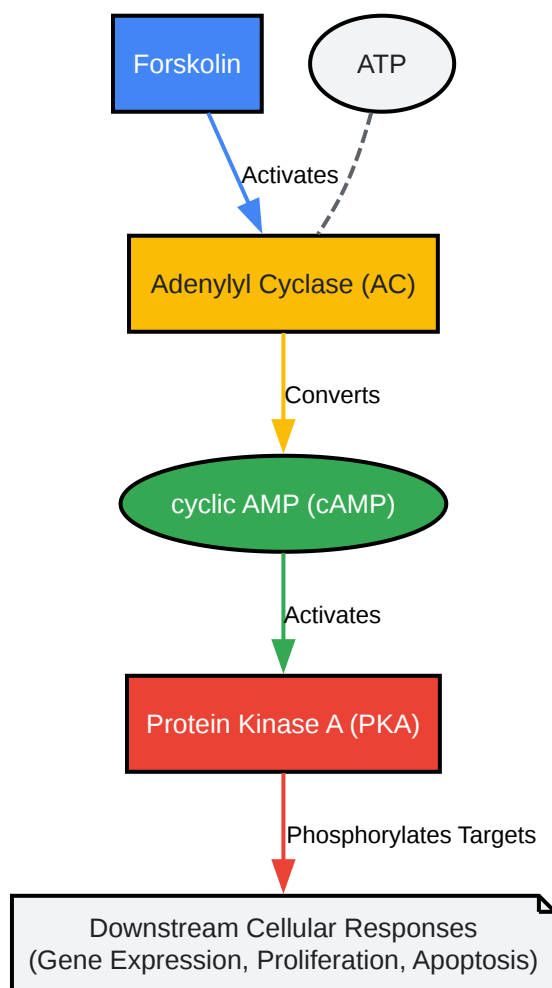 Forskolin
ATP
Activates
Adenylyl Cyclase (AC)
Converts
cyclic AMP (cAMP)
Activates
Protein Kinase A (PKA)
Phosphorylates Targets
Downstream Cellular Responses
(Gene Expression, Proliferation, Apoptosis)